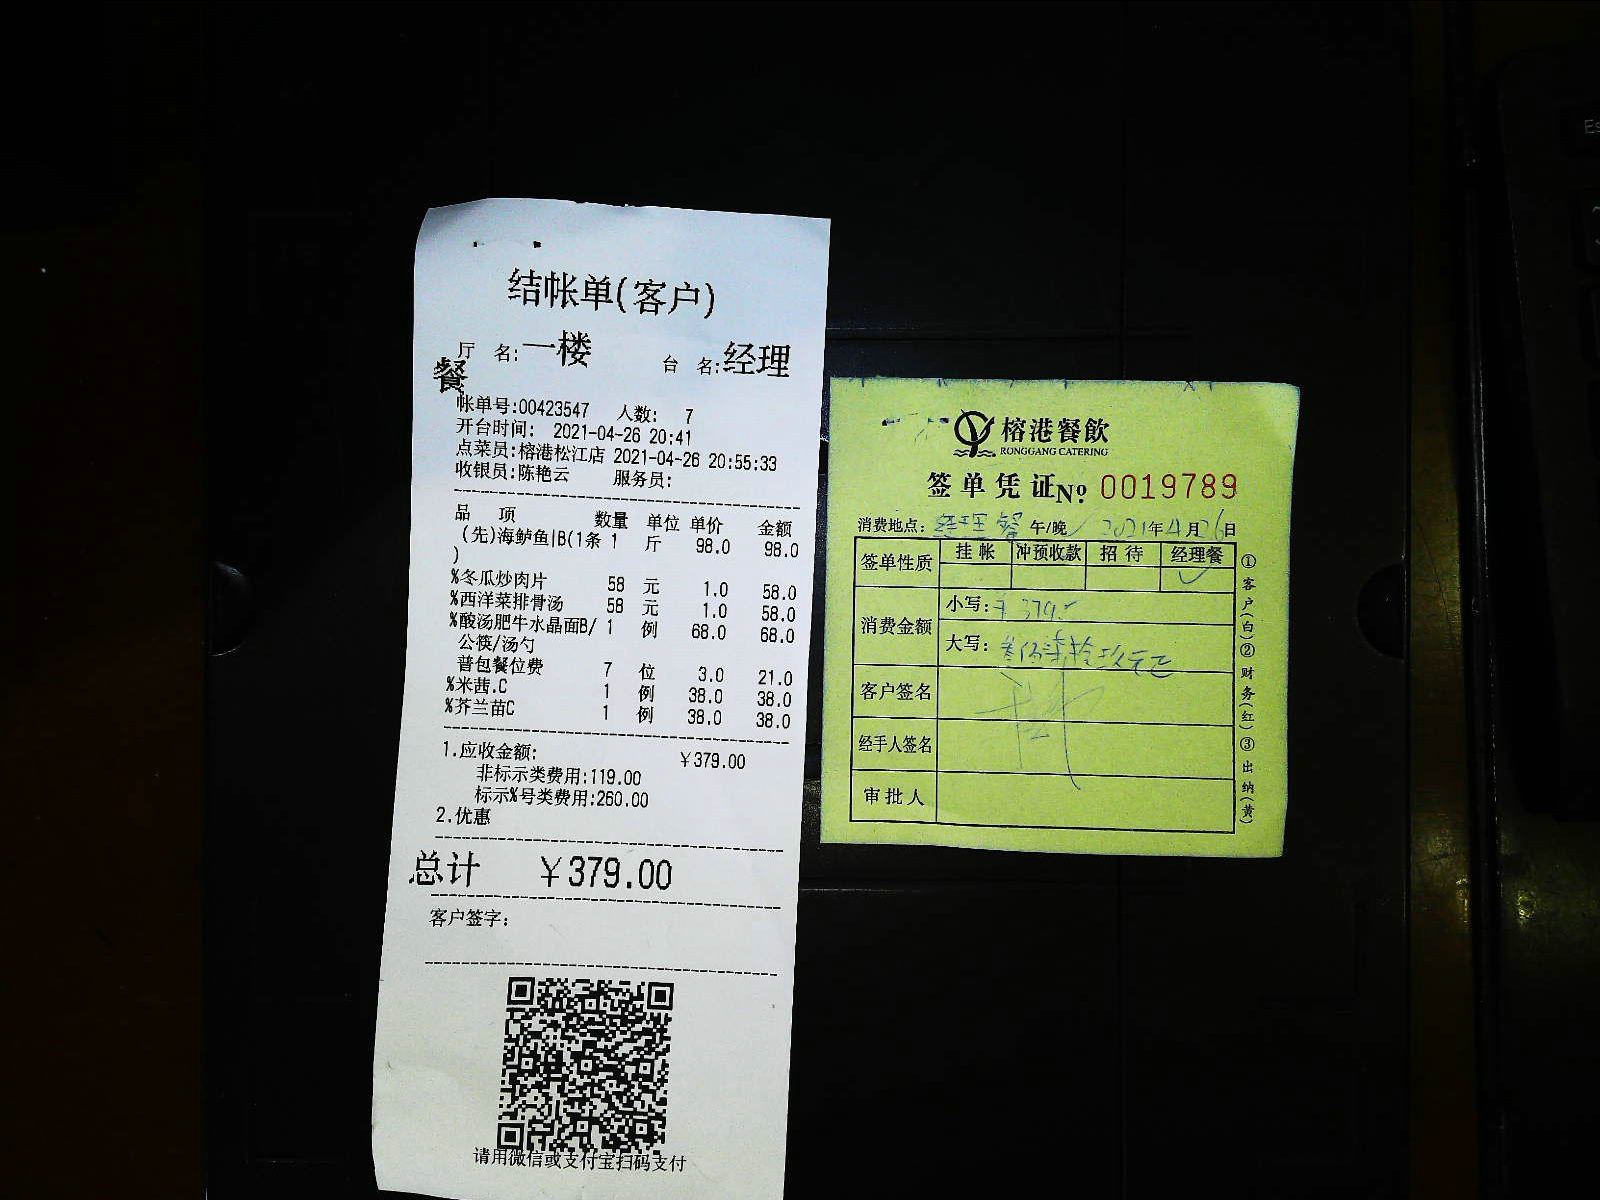 结帐单(客户)
厅 名:一楼 台 名:经理
餐
帐单号:00423547 人数: 7
开台时间: 2021-04-26 20:41
点菜员:榕港松江店 2021-04-26 20:55:33
收银员:陈艳云 服务员:
品 项 数量 单位 单价 金额
(先)海鲈鱼|B(1条 1 斤 98.0 98.0
)
%冬瓜炒肉片 58 元 1.0 58.0
%西洋菜排骨汤 58 元 1.0 58.0
%酸汤肥牛水晶面B/ 1 例 68.0 68.0
公筷/汤勺
普包餐位费 7 位 3.0 21.0
%米茜.C 1 例 38.0 38.0
%芥兰苗C 1 例 38.0 38.0
1.应收金额: ¥379.00
非标示类费用:119.00
标示%号类费用:260.00
2.优惠
总计 ¥379.00
客户签字:
请用微信或支付宝扫码支付
榕港餐飲
RONGGANG CATERING
签单凭证№ 0019789
消费地点: 经理餐 午/晚 2021年4月26日
签单性质 挂帐 冲预收款 招待 经理餐
消费金额 小写:¥379.-
大写: 叁佰柒拾玖元正
客户签名
经手人签名
审批人
①客户(白)②财务(红)③出纳(黄)